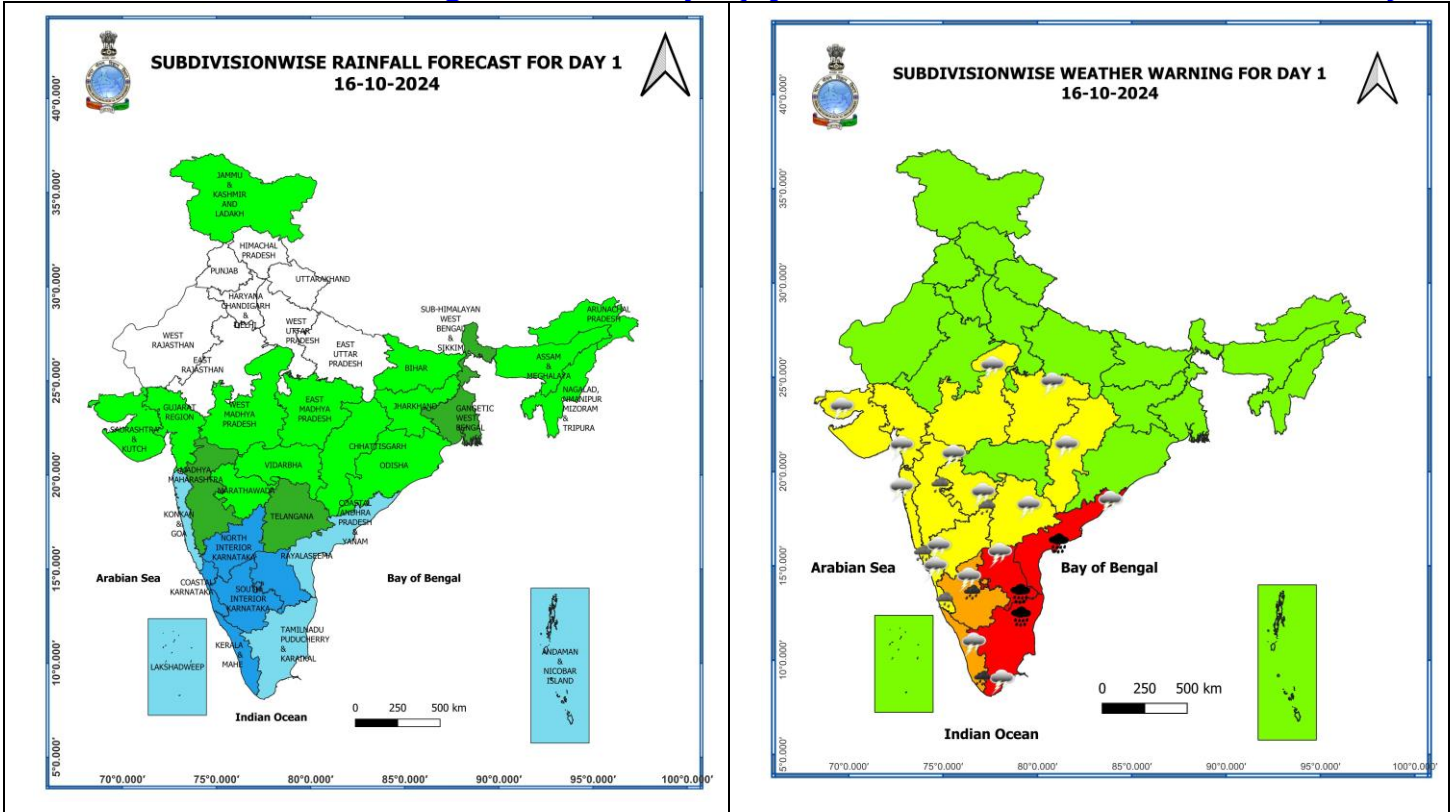 SUBDIVISIONWISE RAINFALL FORECAST FOR DAY 1
16-10-2024
40°0.000'
35°0.000'
30°0.000'
25°0.000'
20°0.000'
15°0.000'
10°0.000'
5°0.000'
JAMMU
&
KASHMIR
AND
LADAKH
HIMACHAL
PRADESH
PUNJAB
UTTARAKHAND
HARYANA
CHANDIGARH
&
DELHI
WEST
RAJASTHAN
EAST
RAJASTHAN
WEST
UTTAR
PRADESH
EAST
UTTAR
PRADESH
SUB-HIMALAYAN
WEST
BENGAL
&
SIKKIM
ARUNACHAL
PRADESH
ASSAM
&
MEGHALAYA
NAGALAD,
MANIPUR
MIZORAM
&
TRIPURA
BIHAR
JHARKHAND
GANGETIC
WEST
BENGAL
GUJARAT
REGION
SAURASHTRA
&
KUTCH
WEST
MADHYA
PRADESH
EAST
MADHYA
PRADESH
CHHATTISGARH
ODISHA
VIDARBHA
MADHYA
MAHARASHTRA
MARATHAWADA
KONKAN
&
GOA
TELANGANA
COASTAL
ANDHRA
PRADESH
&
YANAM
NORTH
INTERIOR
KARNATAKA
RAYALASEEMA
COASTAL
KARNATAKA
SOUTH
INTERIOR
KARNATAKA
TAMILNADU
PUDUCHERRY
&
KARAIKAL
KERALA
&
MAHE
LAKSHADWEEP
ANDAMAN
&
NICOBAR
ISLAND
Arabian Sea
Bay of Bengal
Indian Ocean
0 250 500 km
70°0.000' 75°0.000' 80°0.000' 85°0.000' 90°0.000' 95°0.000' 100°0.000'
SUBDIVISIONWISE WEATHER WARNING FOR DAY 1
16-10-2024
40°0.000'
35°0.000'
30°0.000'
25°0.000'
20°0.000'
15°0.000'
10°0.000'
5°0.000'
Arabian Sea
Bay of Bengal
Indian Ocean
0 250 500 km
70°0.000' 75°0.000' 80°0.000' 85°0.000' 90°0.000' 95°0.000' 100°0.000'